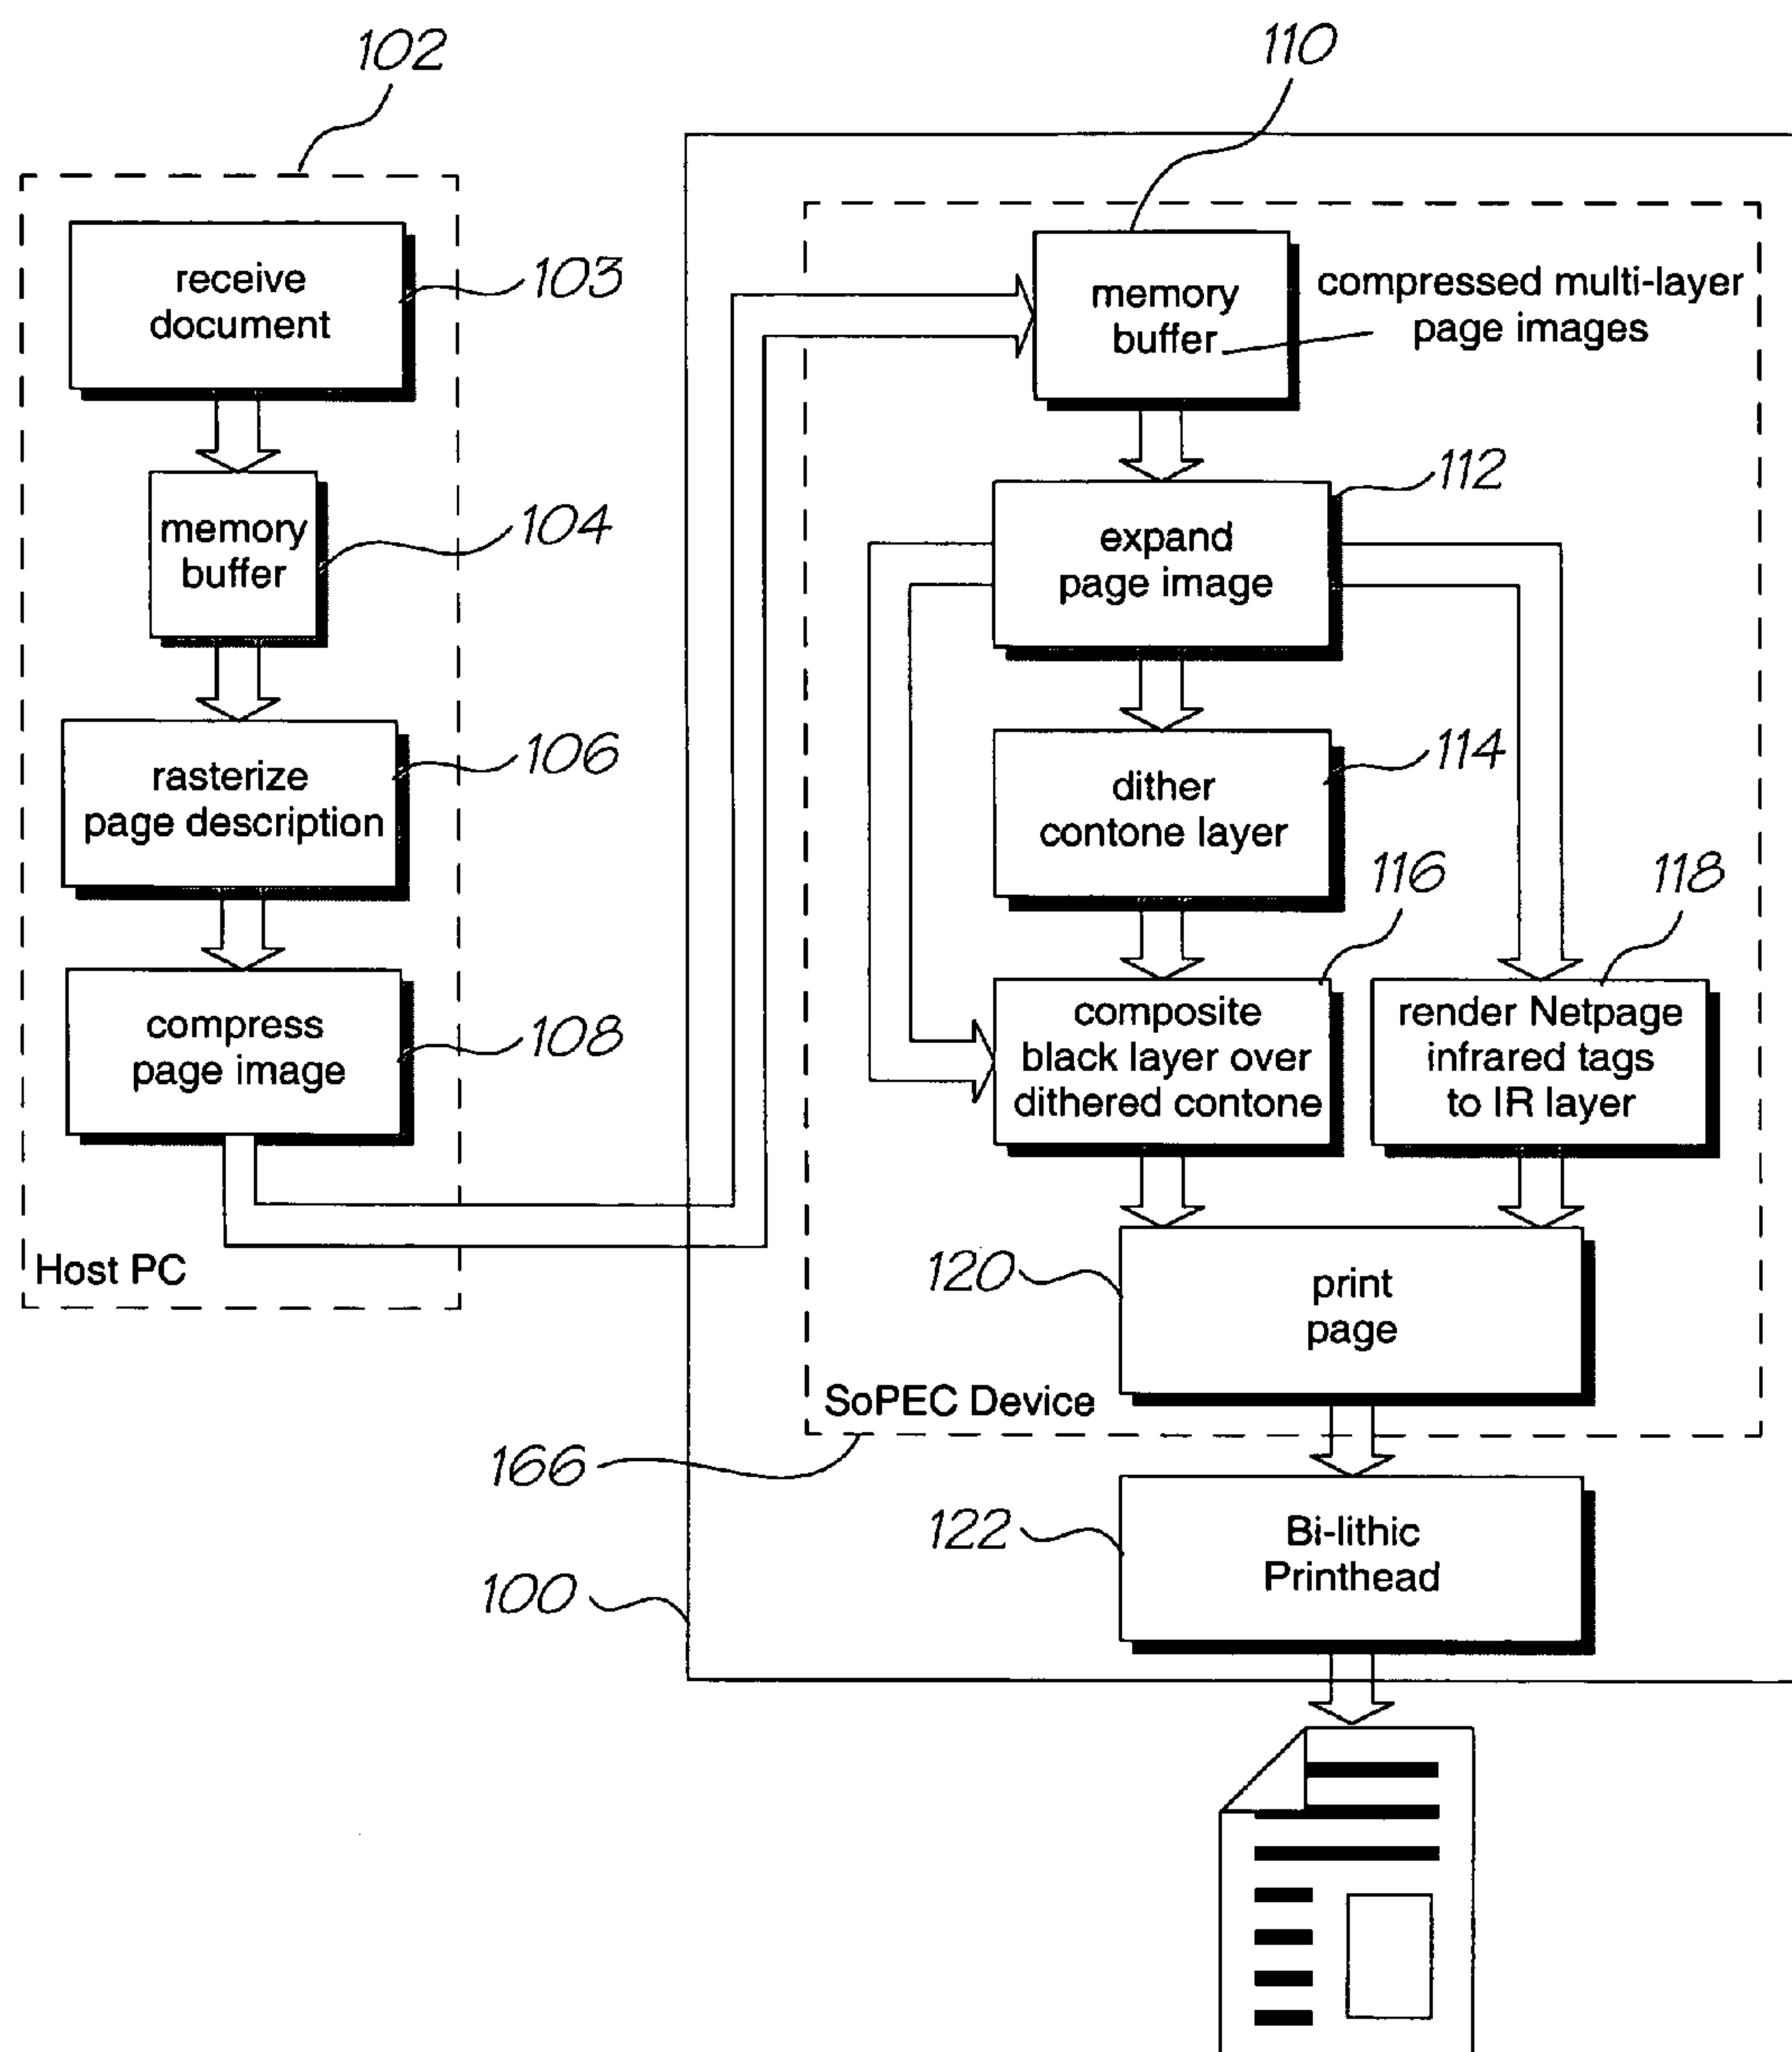 102
receive
document
103
memory
buffer
104
rasterize
page description
106
compress
page image
108
Host PC
110
memory
buffer
compressed multi-layer
page images
expand
page image
112
dither
contone layer
114
116
composite
black layer over
dithered contone
118
render Netpage
infrared tags
to IR layer
120
print
page
SoPEC Device
166
122
Bi-lithic
Printhead
100